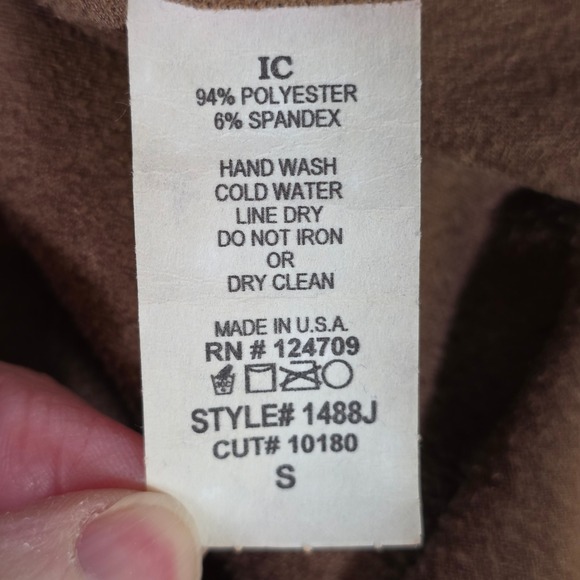 IC
94% POLYESTER
6% SPANDEX
HAND WASH
COLD WATER
LINE DRY
DO NOT IRON
OR
DRY CLEAN
MADE IN U.S.A.
RN # 124709
STYLE# 1488J
CUT# 10180
S